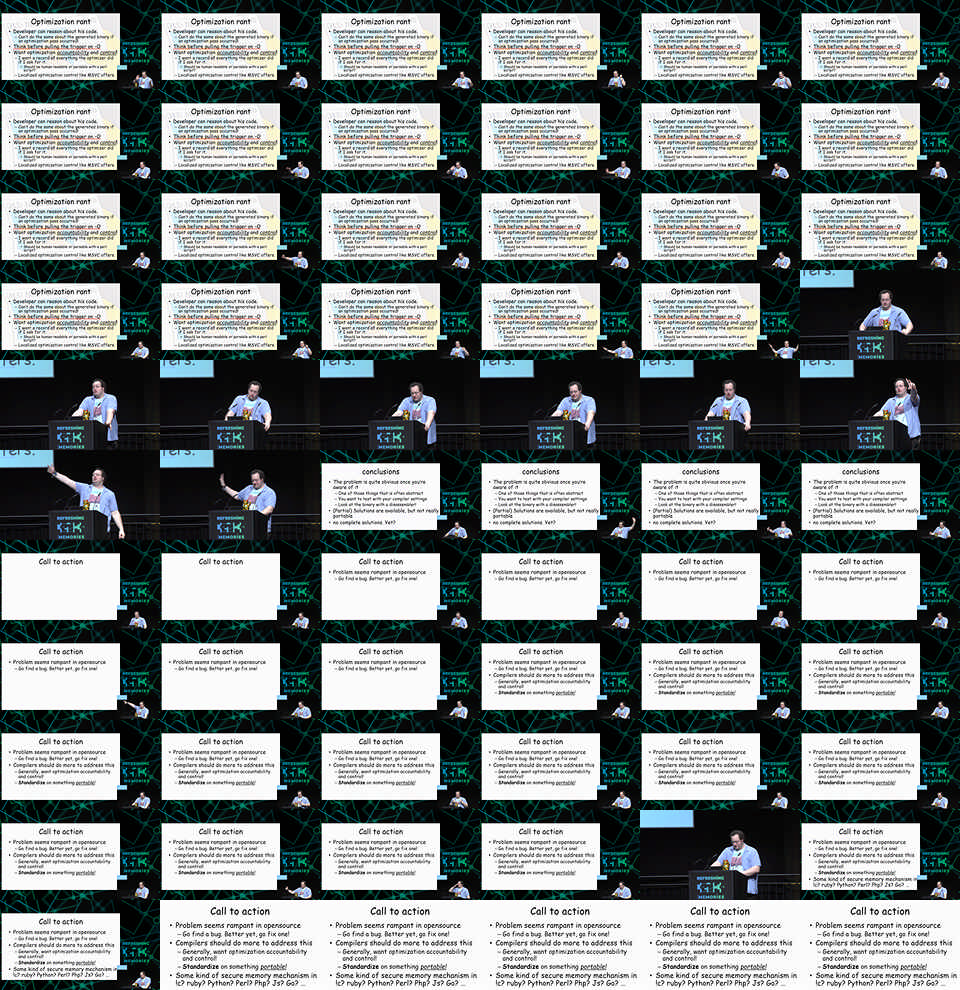 Optimization rant
• Developer can reason about his code.
– Can't do the same about the generated binary if
an optimization pass occurred!
Think before pulling the trigger on -O
• Want optimization accountability and control!
– I want a record of everything the optimizer did
if I ask for it.
• Should be human readable or parsable with a perl
script!!
– Localized optimization control like MSVC offers
REFRESHING
MEMORIES
conclusions
• The problem is quite obvious once you're
aware of it
– One of those things that is often abstract
– You want to test with your compiler settings
– Look at the binary with a disassembler!
• (Partial) Solutions are available, but not really
portable
• no complete solutions. Yet?
Call to action
• Problem seems rampant in opensource
– Go find a bug. Better yet, go fix one!
• Compilers should do more to address this
– Generally, want optimization accountability
and control!
– Standardize on something portable!
• Some kind of secure memory mechanism in
!c? ruby? Python? Perl? Php? Js? Go? ...